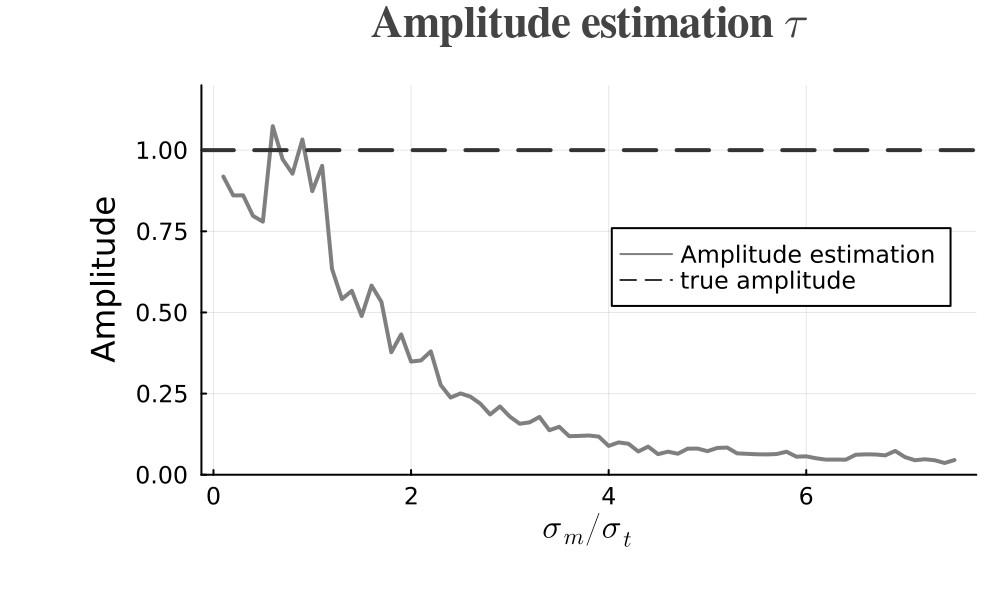 Amplitude estimation τ
1.00
0.75
0.50
0.25
0.00
Amplitude
Amplitude estimation
true amplitude
0 2 4 6
σₘ/σₜ